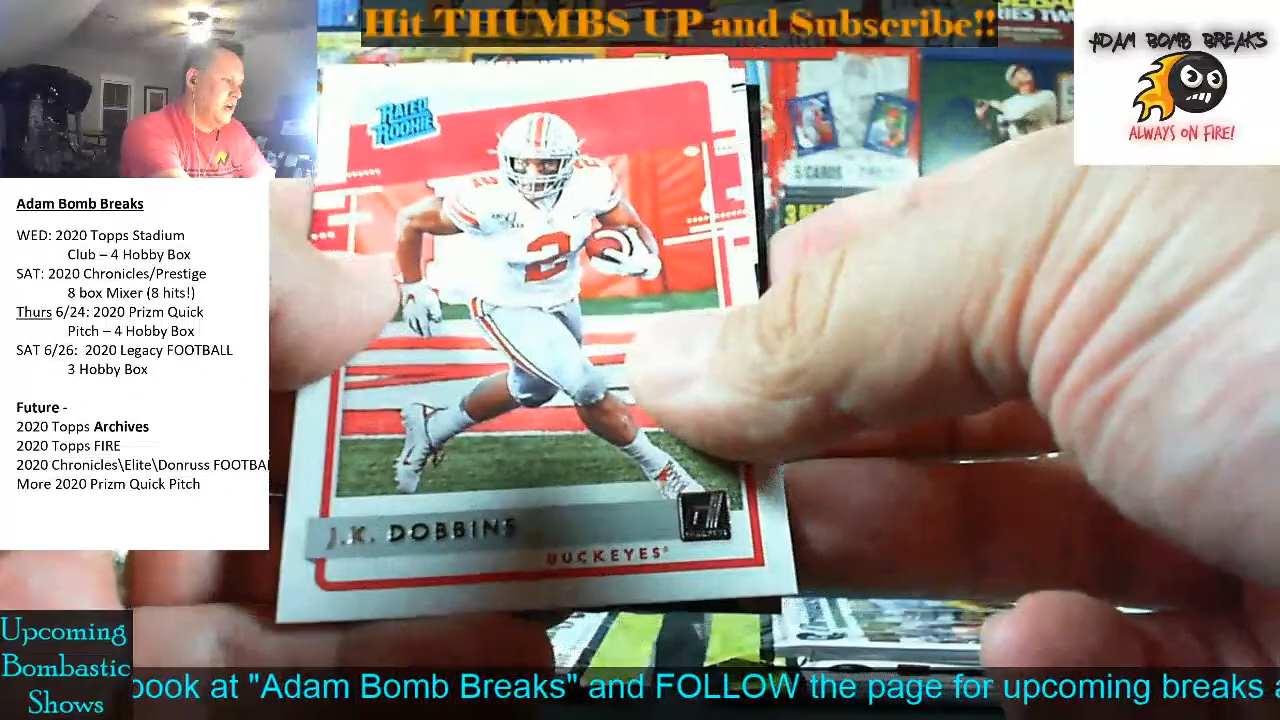 Hit THUMBS UP and Subscribe!!
ADAM BOMB BREAKS
ALWAYS ON FIRE!
Adam Bomb Breaks
WED: 2020 Topps Stadium
Club – 4 Hobby Box
SAT: 2020 Chronicles/Prestige
8 box Mixer (8 hits!)
Thurs 6/24: 2020 Prizm Quick
Pitch – 4 Hobby Box
SAT 6/26: 2020 Legacy FOOTBALL
3 Hobby Box
Future -
2020 Topps Archives
2020 Topps FIRE
2020 Chronicles\Elite\Donruss FOOTBAL
More 2020 Prizm Quick Pitch
RATED
ROOKIE
2
J.K. DOBBINS
BUCKEYES
Upcoming
Bombastic
Shows
book at "Adam Bomb Breaks" and FOLLOW the page for upcoming breaks a